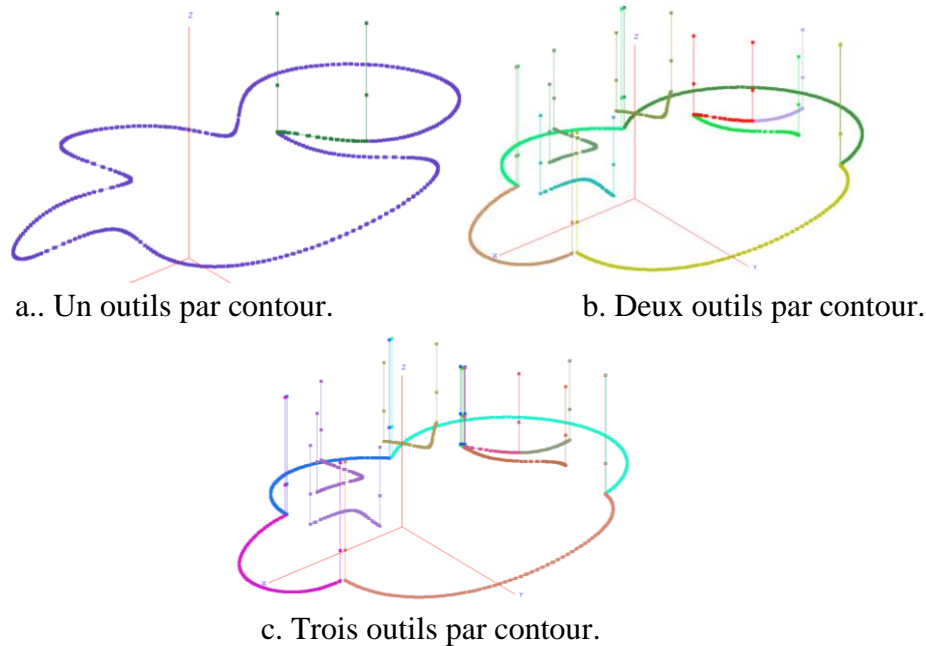 Z
Z
X
Y
a.. Un outils par contour.
b. Deux outils par contour.
Z
X
Y
c. Trois outils par contour.